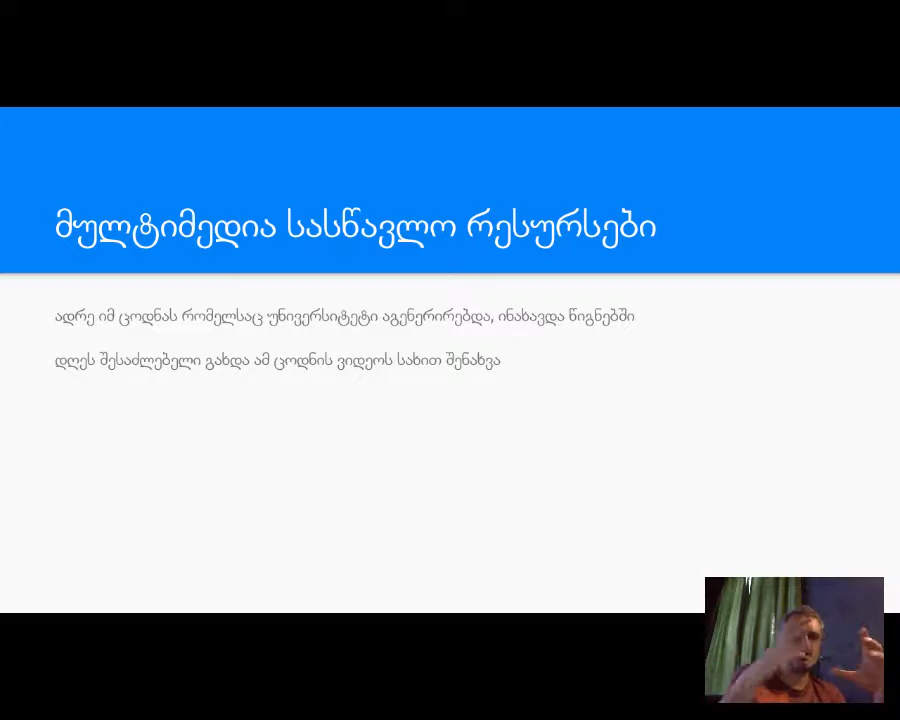 მულტიმედია სასწავლო რესურსები
ადრე იმ ცოდნას რომელსაც უნივერსიტეტი აგენერირებდა, ინახავდა წიგნებში
დღეს შესაძლებელი გახდა ამ ცოდნის ვიდეოს სახით შენახვა